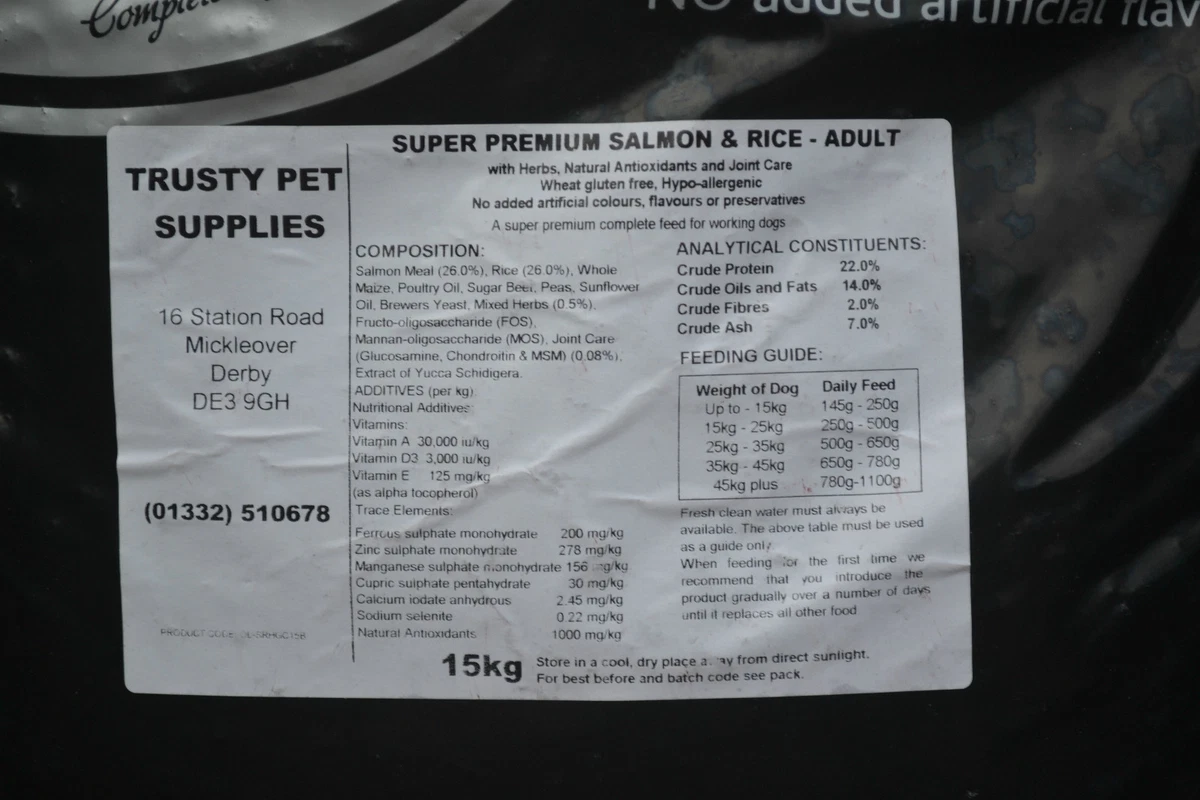 No added artificial flav
TRUSTY PET
SUPPLIES
16 Station Road
Mickleover
Derby
DE3 9GH
(01332) 510678
SUPER PREMIUM SALMON & RICE - ADULT
with Herbs, Natural Antioxidants and Joint Care
Wheat gluten free, Hypo-allergenic
No added artificial colours, flavours or preservatives
A super premium complete feed for working dogs
COMPOSITION:
Salmon Meal (26.0%), Rice (26.0%), Whole
Maize, Poultry Oil, Sugar Beet, Peas, Sunflower
Oil, Brewers Yeast, Mixed Herbs (0.5%),
Fructo-oligosaccharide (FOS),
Mannan-oligosaccharide (MOS), Joint Care
(Glucosamine, Chondroitin & MSM) (0.08%),
Extract of Yucca Schidigera.
ADDITIVES (per kg)
Nutritional Additives:
Vitamins:
Vitamin A 30,000 iu/kg
Vitamin D3 3,000 iu/kg
Vitamin E 125 mg/kg
(as alpha tocopherol)
Trace Elements:
Ferrous sulphate monohydrate 200 mg/kg
Zinc sulphate monohydrate 278 mg/kg
Manganese sulphate monohydrate 156 mg/kg
Cupric sulphate pentahydrate 30 mg/kg
Calcium iodate anhydrous 2.45 mg/kg
Sodium selenite 0.22 mg/kg
Natural Antioxidants 1000 mg/kg
ANALYTICAL CONSTITUENTS:
Crude Protein 22.0%
Crude Oils and Fats 14.0%
Crude Fibres 2.0%
Crude Ash 7.0%
FEEDING GUIDE:
Weight of Dog Daily Feed
Up to - 15kg 145g - 250g
15kg - 25kg 250g - 500g
25kg - 35kg 500g - 650g
35kg - 45kg 650g - 780g
45kg plus 780g-1100g
Fresh clean water must always be
available. The above table must be used
as a guide only
When feeding for the first time we
recommend that you introduce the
product gradually over a number of days
until it replaces all other food
15kg
Store in a cool, dry place away from direct sunlight.
For best before and batch code see pack.
PRODUCT CODE: